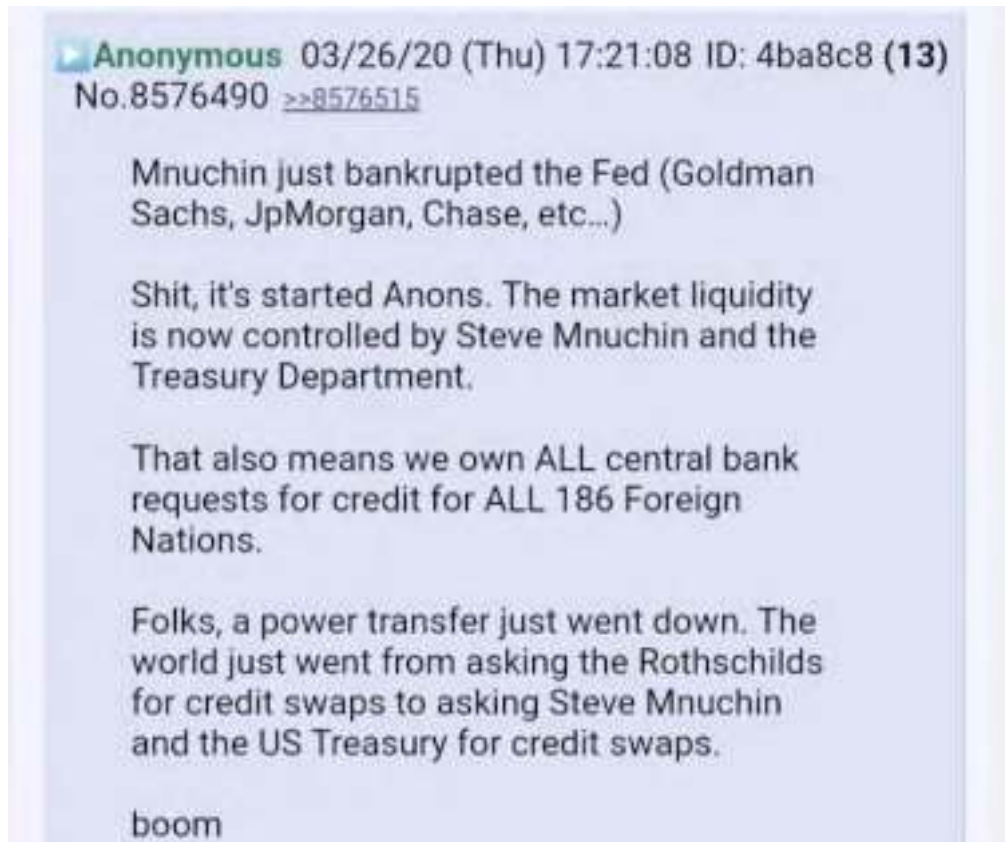 Anonymous 03/26/20 (Thu) 17:21:08 ID: 4ba8c8 (13)
No.8576490 >>8576515
Mnuchin just bankrupted the Fed (Goldman
Sachs, JpMorgan, Chase, etc...)
Shit, it's started Anons. The market liquidity
is now controlled by Steve Mnuchin and the
Treasury Department.
That also means we own ALL central bank
requests for credit for ALL 186 Foreign
Nations.
Folks, a power transfer just went down. The
world just went from asking the Rothschilds
for credit swaps to asking Steve Mnuchin
and the US Treasury for credit swaps.
boom